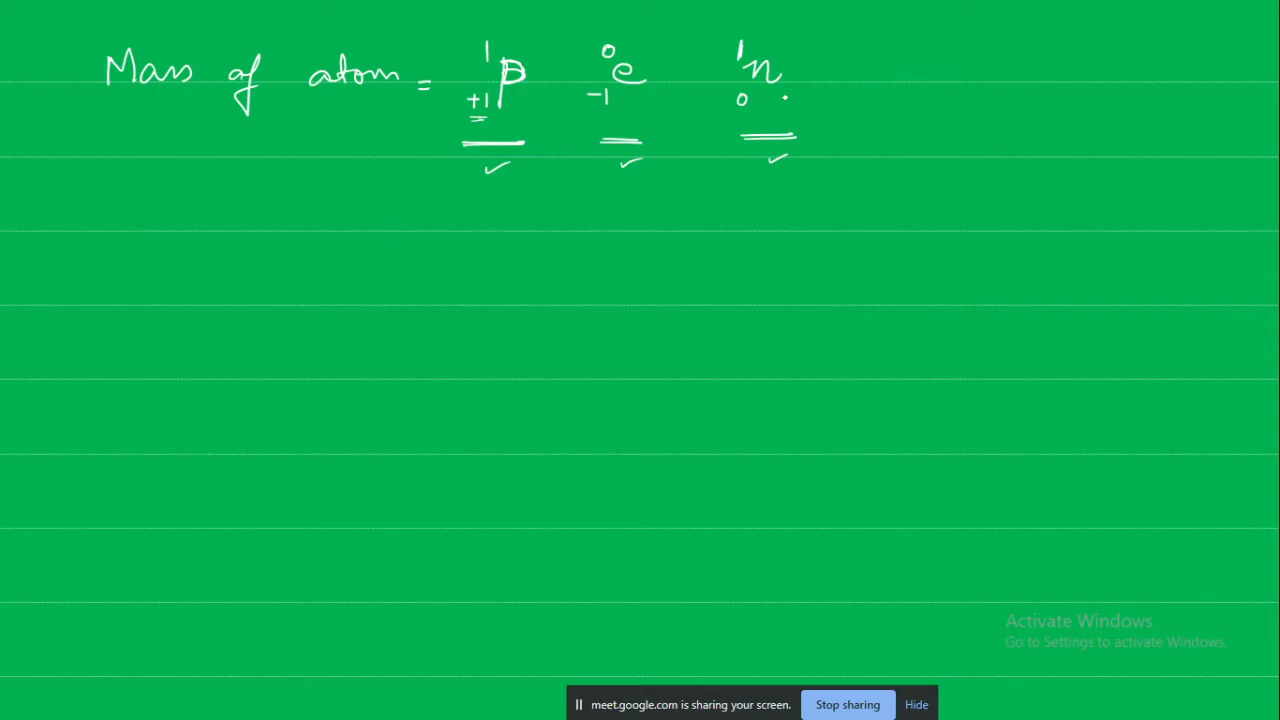 Mass of atom = ¹₊₁p ⁰₋₁e ¹₀n
Activate Windows
Go to Settings to activate Windows.
meet.google.com is sharing your screen. Stop sharing Hide